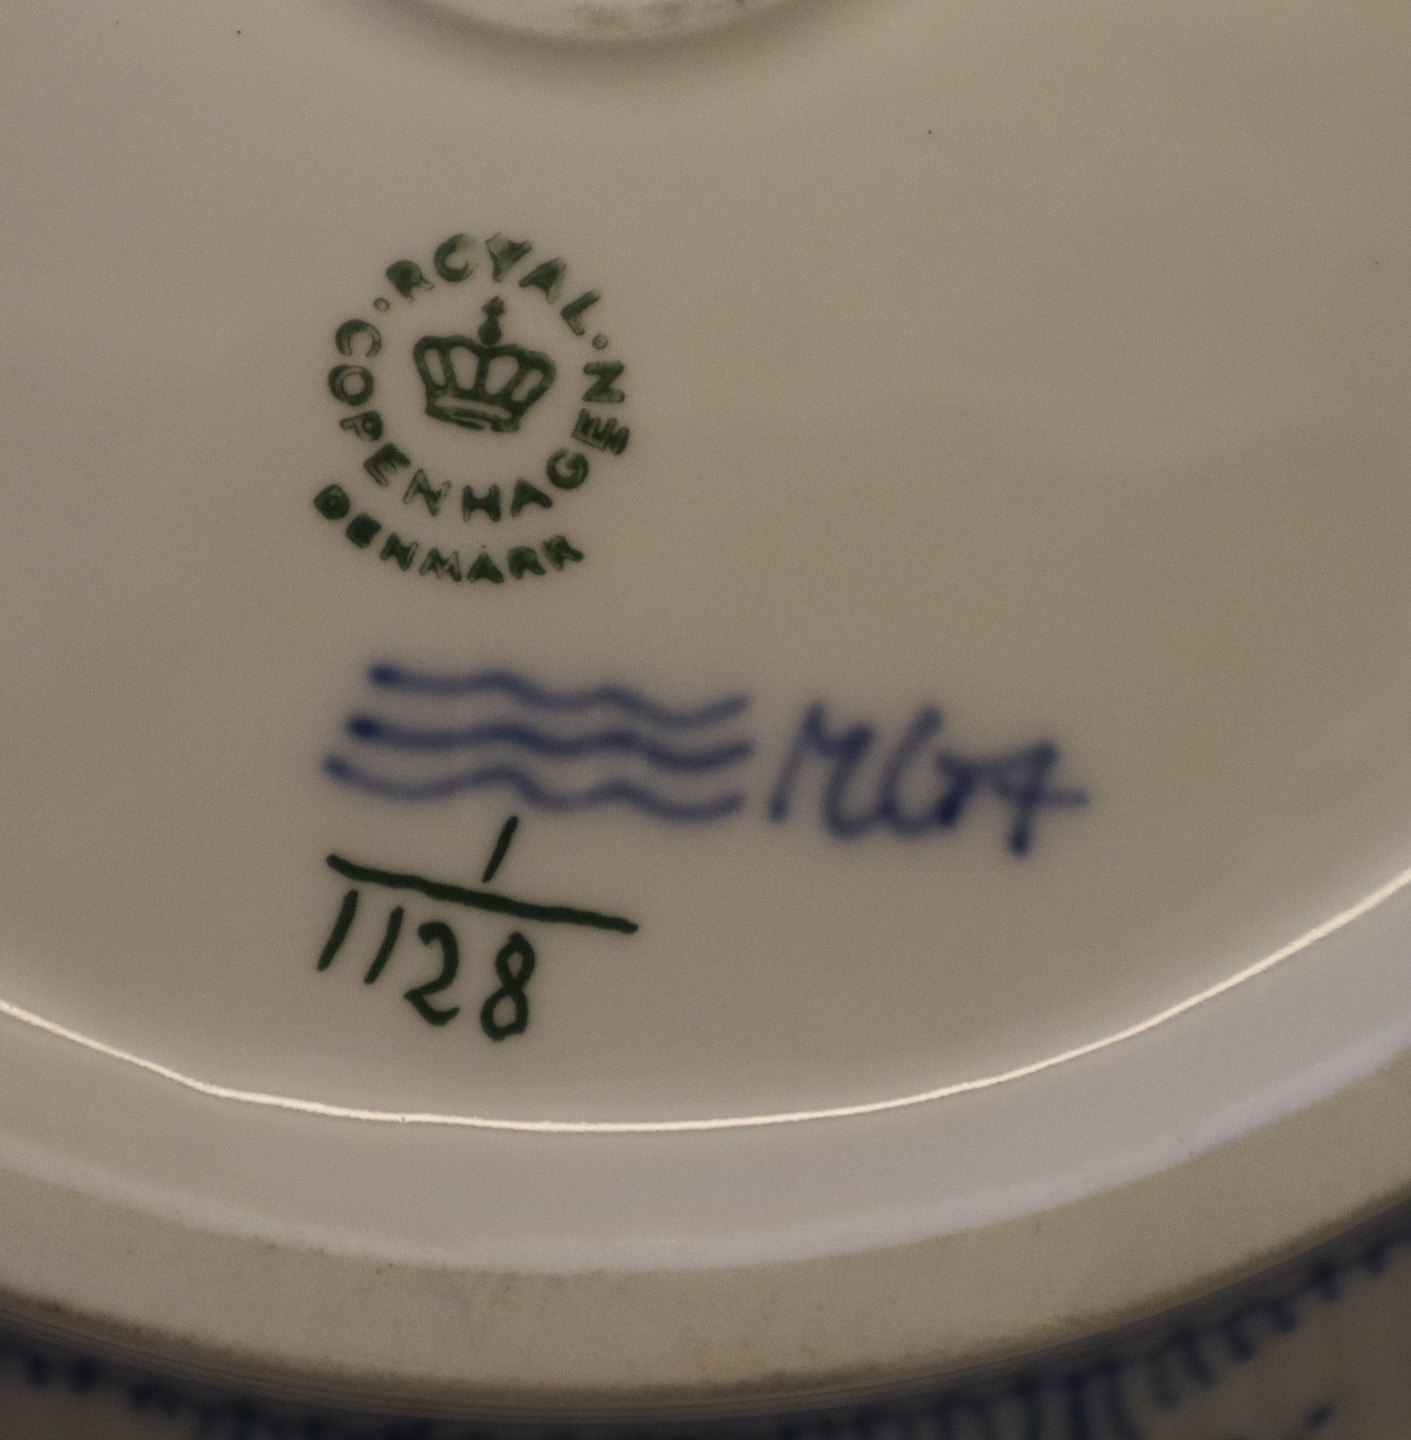 ROYAL
COPENHAGEN
DENMARK
1
1128